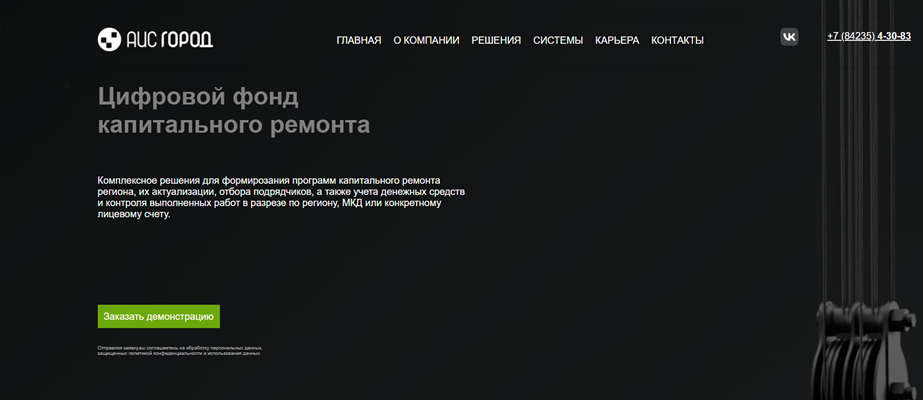 АИС ГОРОД
ГЛАВНАЯ О КОМПАНИИ РЕШЕНИЯ СИСТЕМЫ КАРЬЕРА КОНТАКТЫ
+7 (84235) 4-30-83
Цифровой фонд
капитального ремонта
Комплексное решения для формирозания программ капитального ремонта
региона, их актуализации, отбора подрядчиков, а также учета денежных средств
и контроля выполненных работ в разрезе по региону, МКД или конкретному
лицевому счету.
Заказать демонстрацию
Отправляя заявку,вы соглашаетесь на обработку персональных данных,
защищенных политикой конфиденциальности и использования данных.